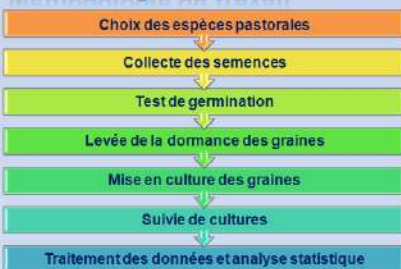 Choix des espèces pastorales
Collecte des semences
Test de germination
Levée de la dormance des graines
Mise en culture des graines
Suivie de cultures
Traitement des données et analyse statistique